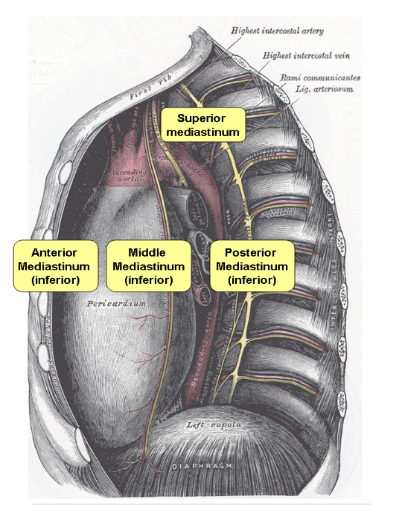 Highest intercostal artery
Highest intercostal vein
Rami communicantes
Lig. arteriosum
First rib
Superior
mediastinum
Ascending
aorta
Anterior
Mediastinum
(inferior)
Middle
Mediastinum
(inferior)
Posterior
Mediastinum
(inferior)
Pericardium
Left cupola
DIAPHRAGM